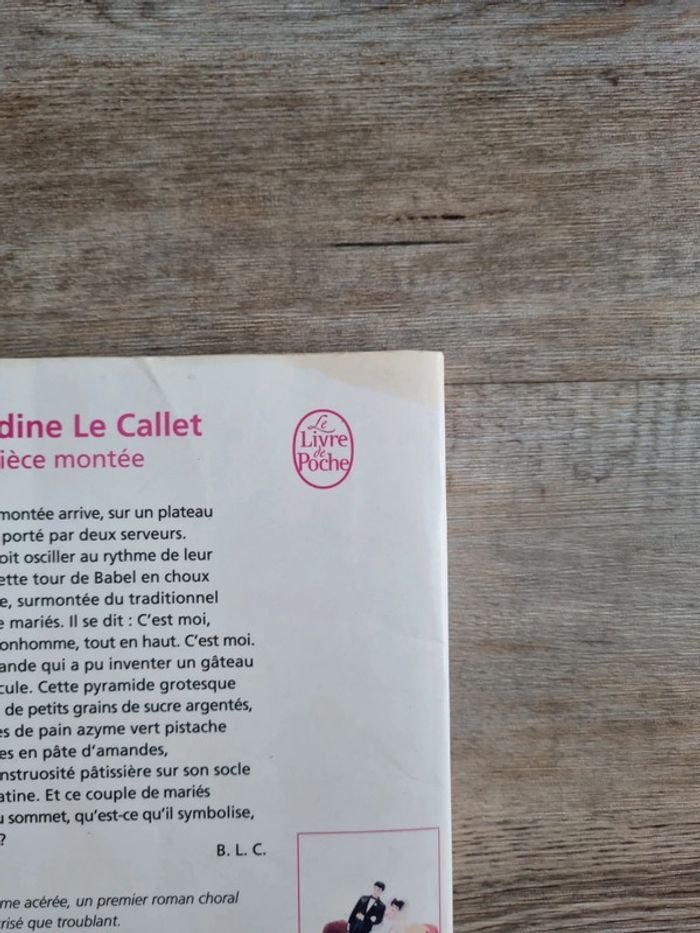 dine Le Callet
ièce montée
Le
Livre
de
Poche
montée arrive, sur un plateau
porté par deux serveurs.
oit osciller au rythme de leur
ette tour de Babel en choux
e, surmontée du traditionnel
e mariés. Il se dit : C'est moi,
onhomme, tout en haut. C'est moi.
ande qui a pu inventer un gâteau
cule. Cette pyramide grotesque
de petits grains de sucre argentés,
es de pain azyme vert pistache
es en pâte d'amandes,
nstruosité pâtissière sur son socle
atine. Et ce couple de mariés
u sommet, qu'est-ce qu'il symbolise,
?
B. L. C.
me acérée, un premier roman choral
risé que troublant.